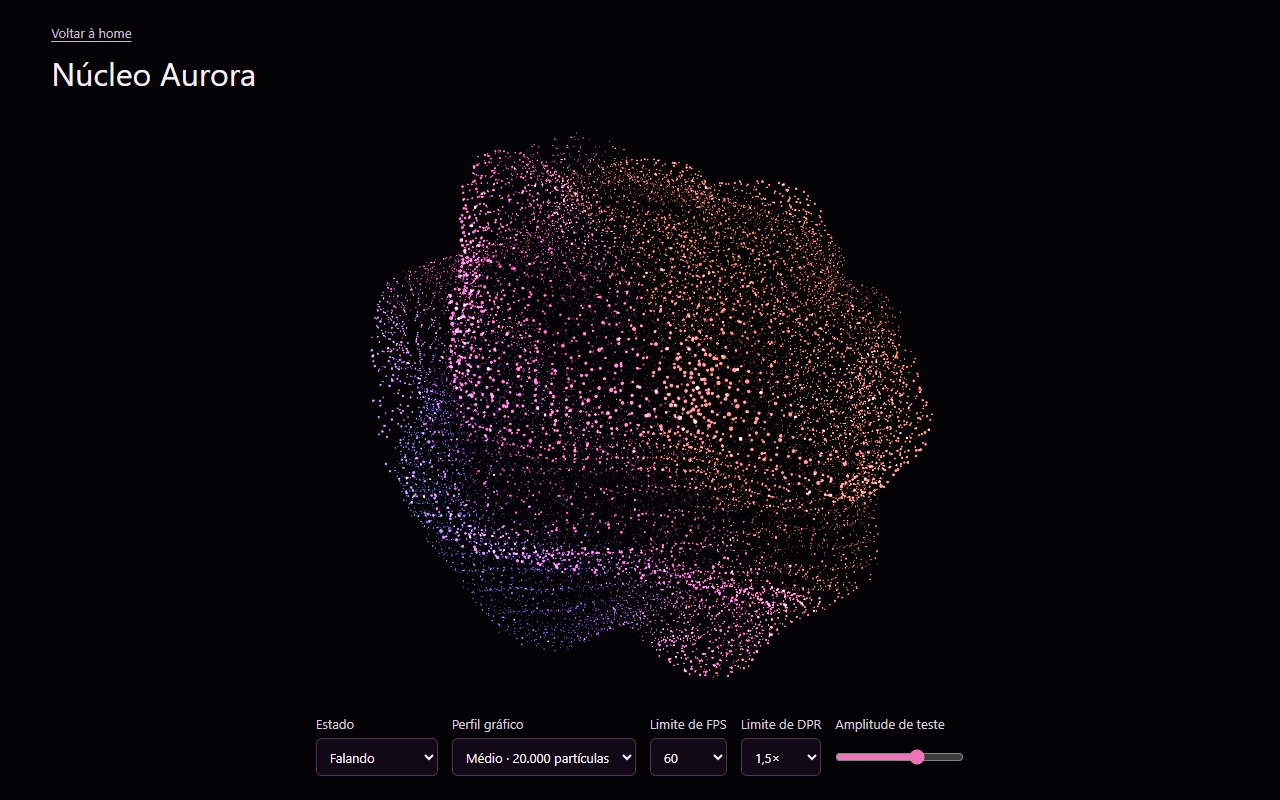 Voltar à home
Núcleo Aurora
Estado
Perfil gráfico
Limite de FPS
Limite de DPR
Amplitude de teste
Falando
Médio · 20.000 partículas
60
1,5×